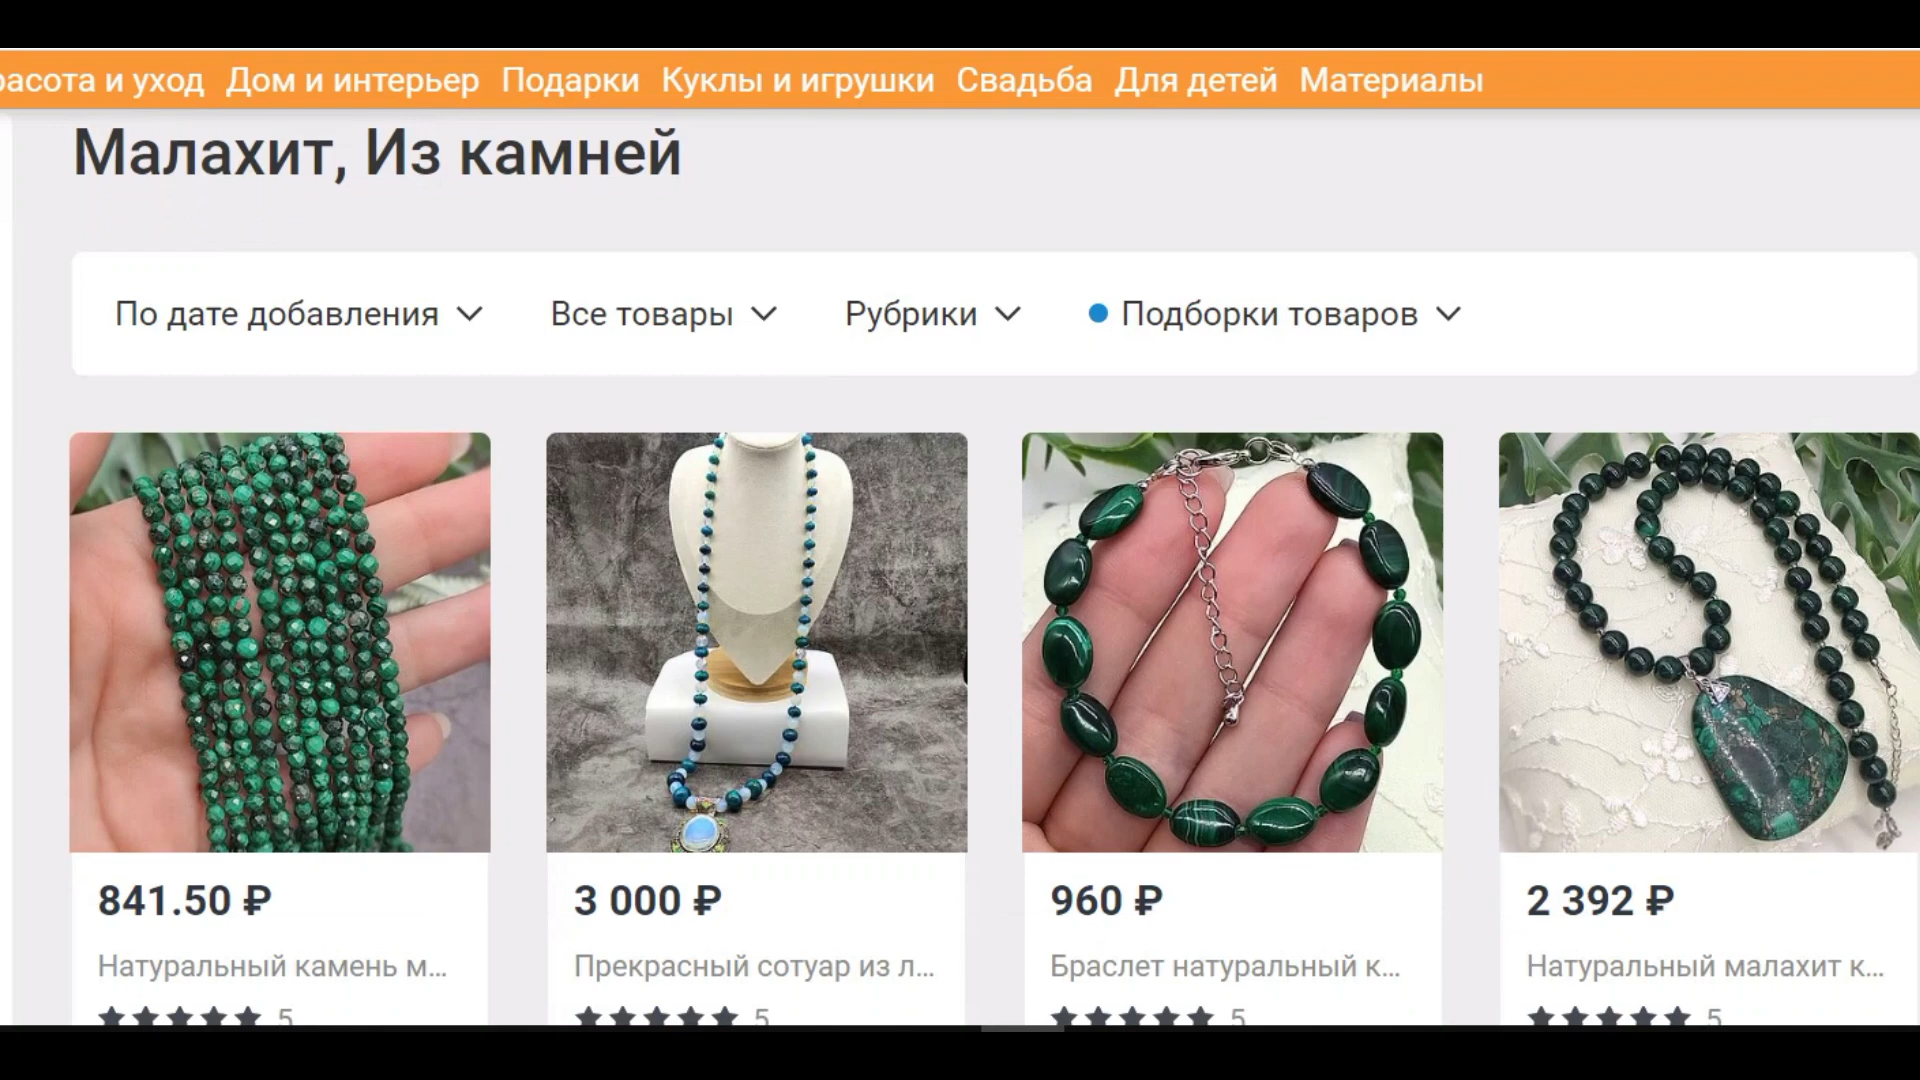 и уход Дом и интерьер Подарки Куклы и игрушки Свадьба Для детей Материалы
Малахит, Из камней
По дате добавления Все товары Рубрики Подборки товаров
841.50 ₽ 3 000 ₽ 960 ₽ 2 392 ₽
Натуральный камень м... Прекрасный сотуар из л... Браслет натуральный к... Натуральный малахит к...
5 5 5 5